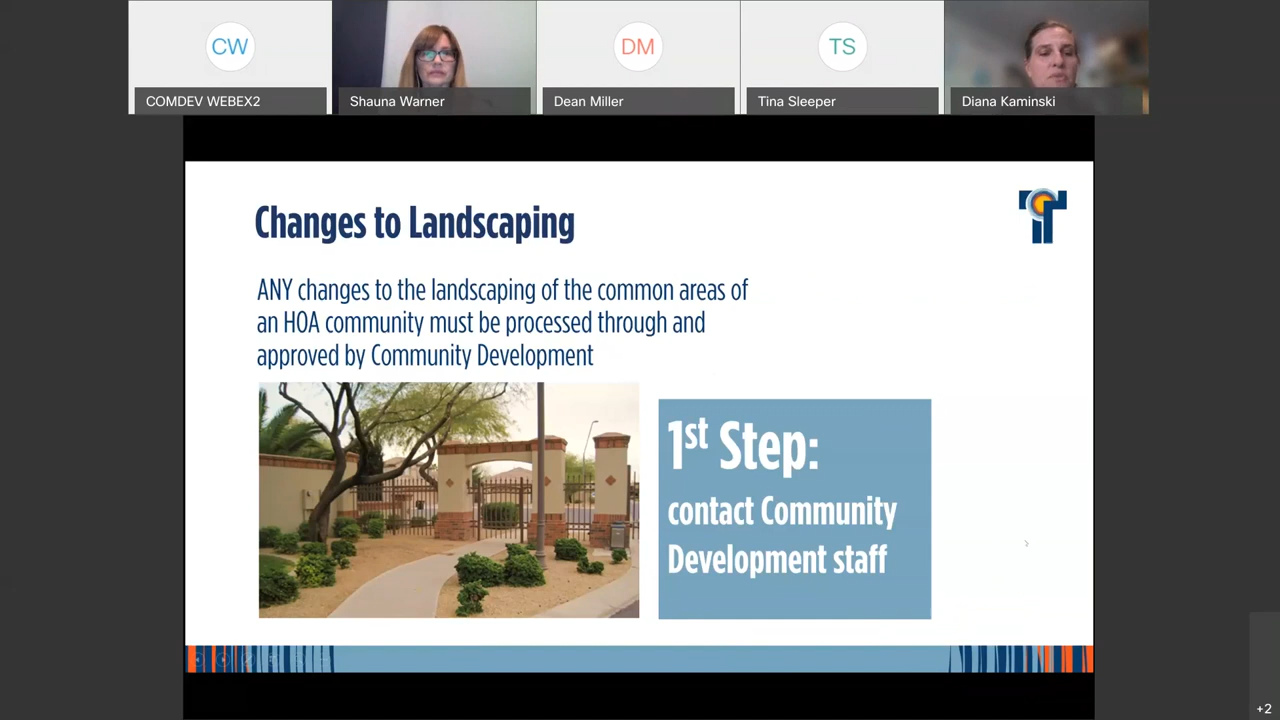 CW
DM
TS
COMDEV WEBEX2
Shauna Warner
Dean Miller
Tina Sleeper
Diana Kaminski
Changes to Landscaping
ANY changes to the landscaping of the common areas of
an HOA community must be processed through and
approved by Community Development
1st Step:
contact Community
Development staff
+2